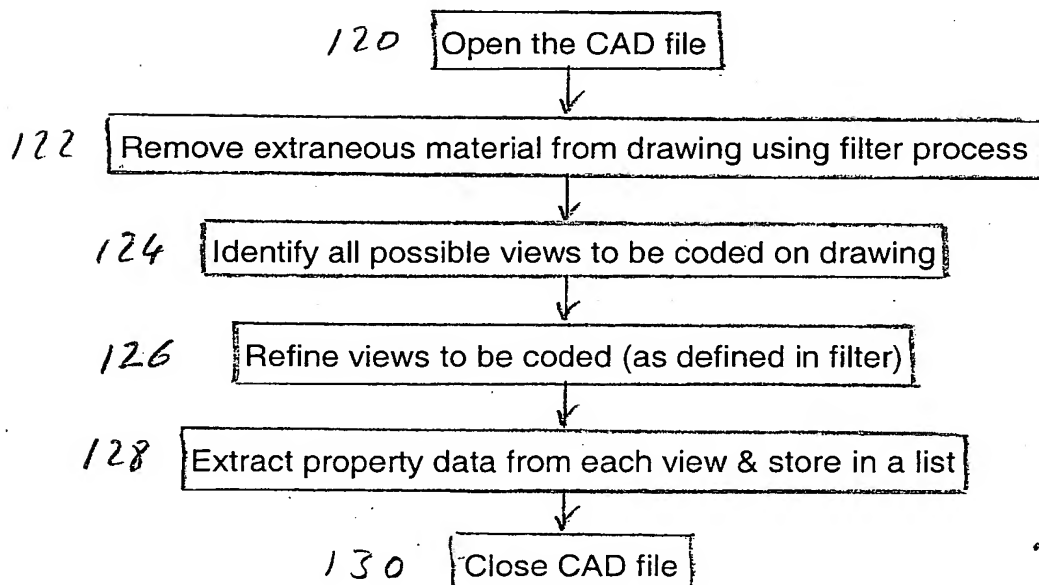 120 Open the CAD file
122 Remove extraneous material from drawing using filter process
124 Identify all possible views to be coded on drawing
126 Refine views to be coded (as defined in filter)
128 Extract property data from each view & store in a list
130 Close CAD file